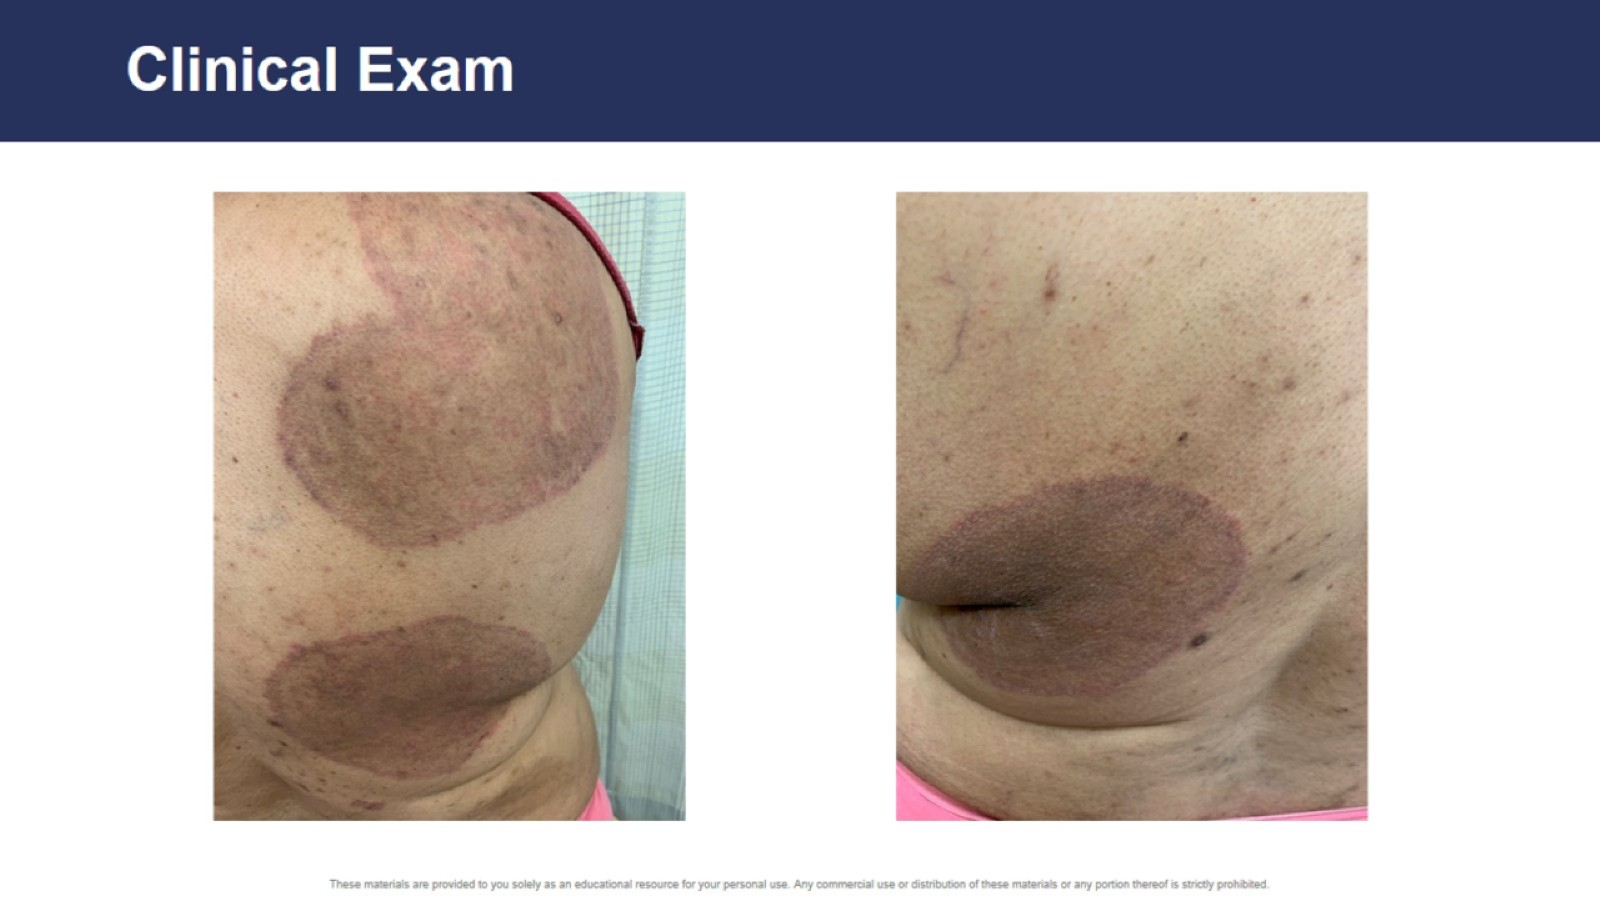 Clinical Exam
These materials are provided to you solely as an educational resource for your personal use. Any commercial use or distribution of these materials or any portion thereof is strictly prohibited.